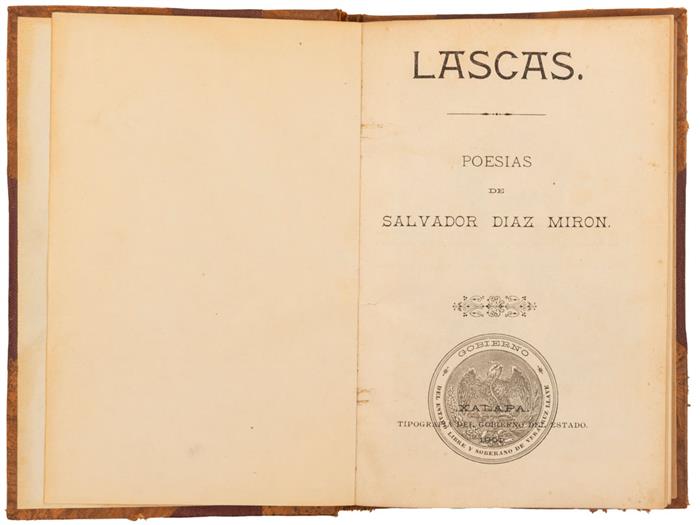 LASCAS.
POESIAS
DE
SALVADOR DIAZ MIRON.
GOBIERNO
DEL ESTADO LIBRE Y SOBERANO DE VERACRUZ LLAVE
XALAPA.
TIPOGRAFIA DEL GOBIERNO DEL ESTADO.